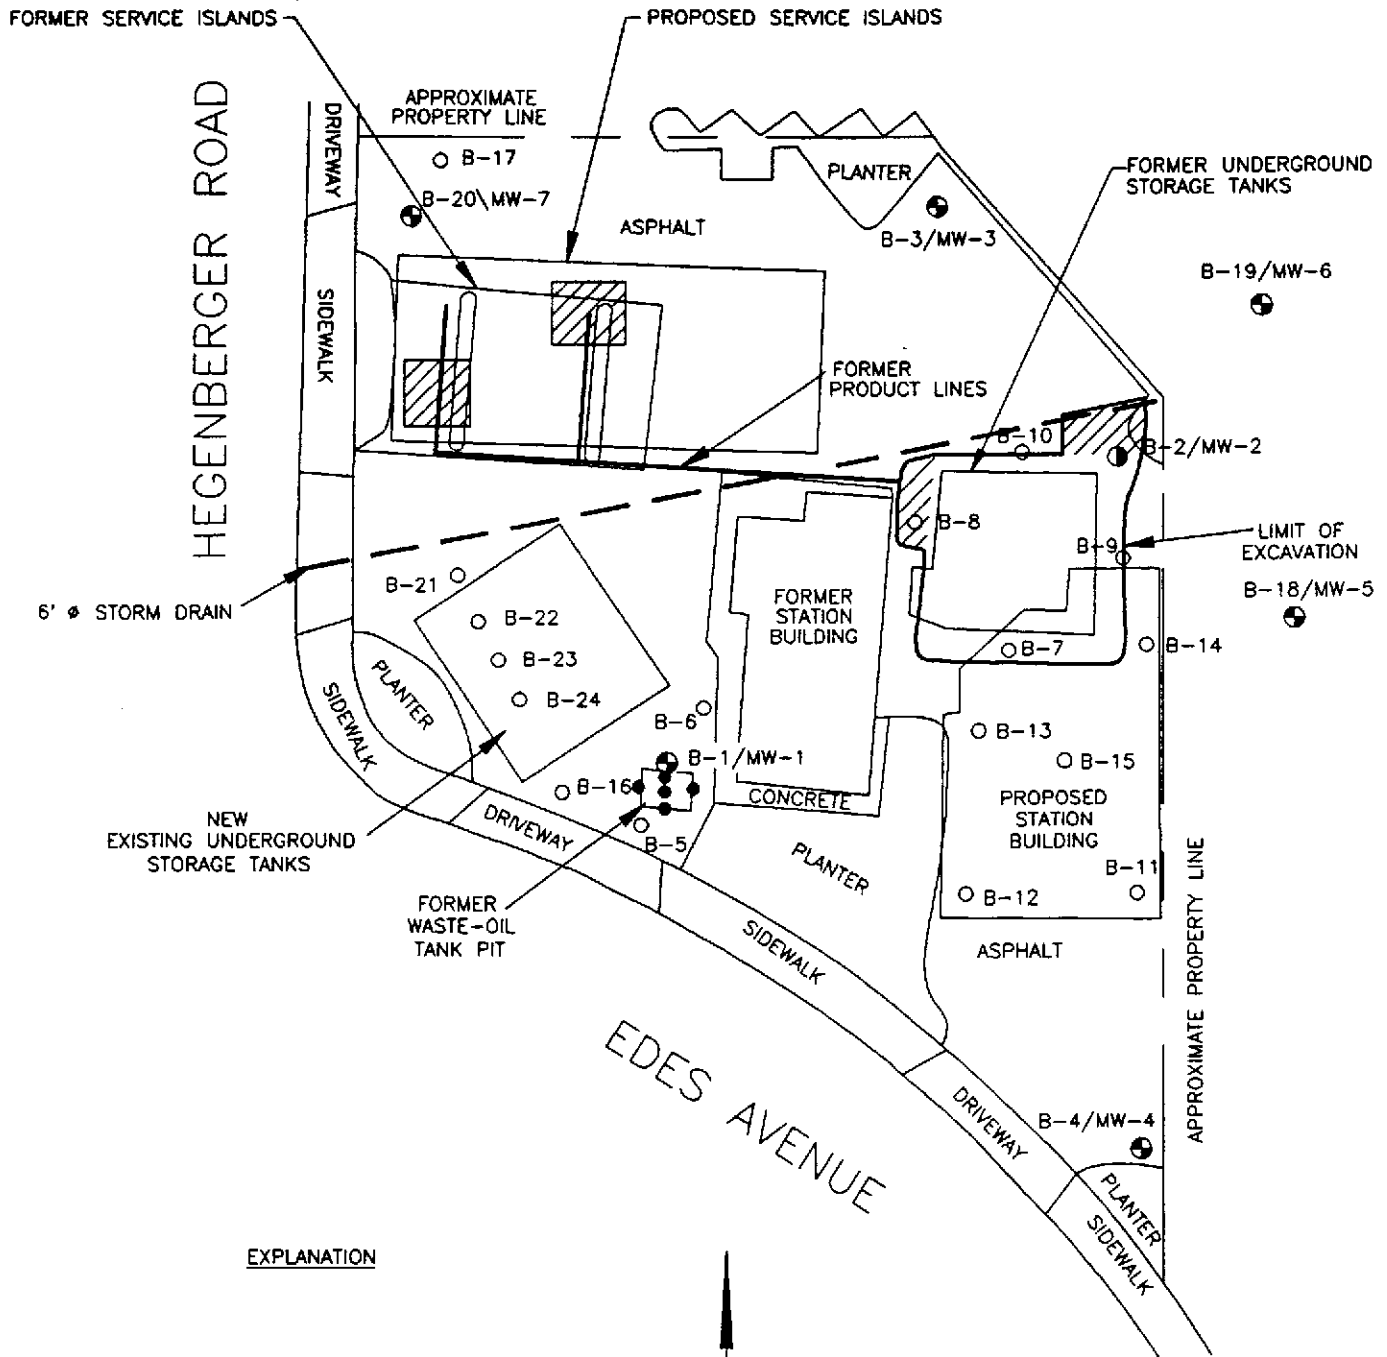 FORMER SERVICE ISLANDS
PROPOSED SERVICE ISLANDS
HEGENBERGER ROAD
DRIVEWAY
APPROXIMATE
PROPERTY LINE
B-17
B-20\MW-7
ASPHALT
PLANTER
B-3/MW-3
FORMER UNDERGROUND
STORAGE TANKS
B-19/MW-6
SIDEWALK
FORMER
PRODUCT LINES
B-10
B-2/MW-2
B-8
B-9
LIMIT OF
EXCAVATION
B-18/MW-5
6' ø STORM DRAIN
B-21
B-22
B-23
B-24
FORMER
STATION
BUILDING
B-7
B-14
PLANTER
SIDEWALK
B-6
B-1/MW-1
B-13
B-15
B-16
CONCRETE
PROPOSED
STATION
BUILDING
NEW
EXISTING UNDERGROUND
STORAGE TANKS
DRIVEWAY
B-5
PLANTER
B-11
B-12
FORMER
WASTE-OIL
TANK PIT
SIDEWALK
ASPHALT
APPROXIMATE PROPERTY LINE
EDES AVENUE
DRIVEWAY
B-4/MW-4
PLANTER
SIDEWALK
EXPLANATION